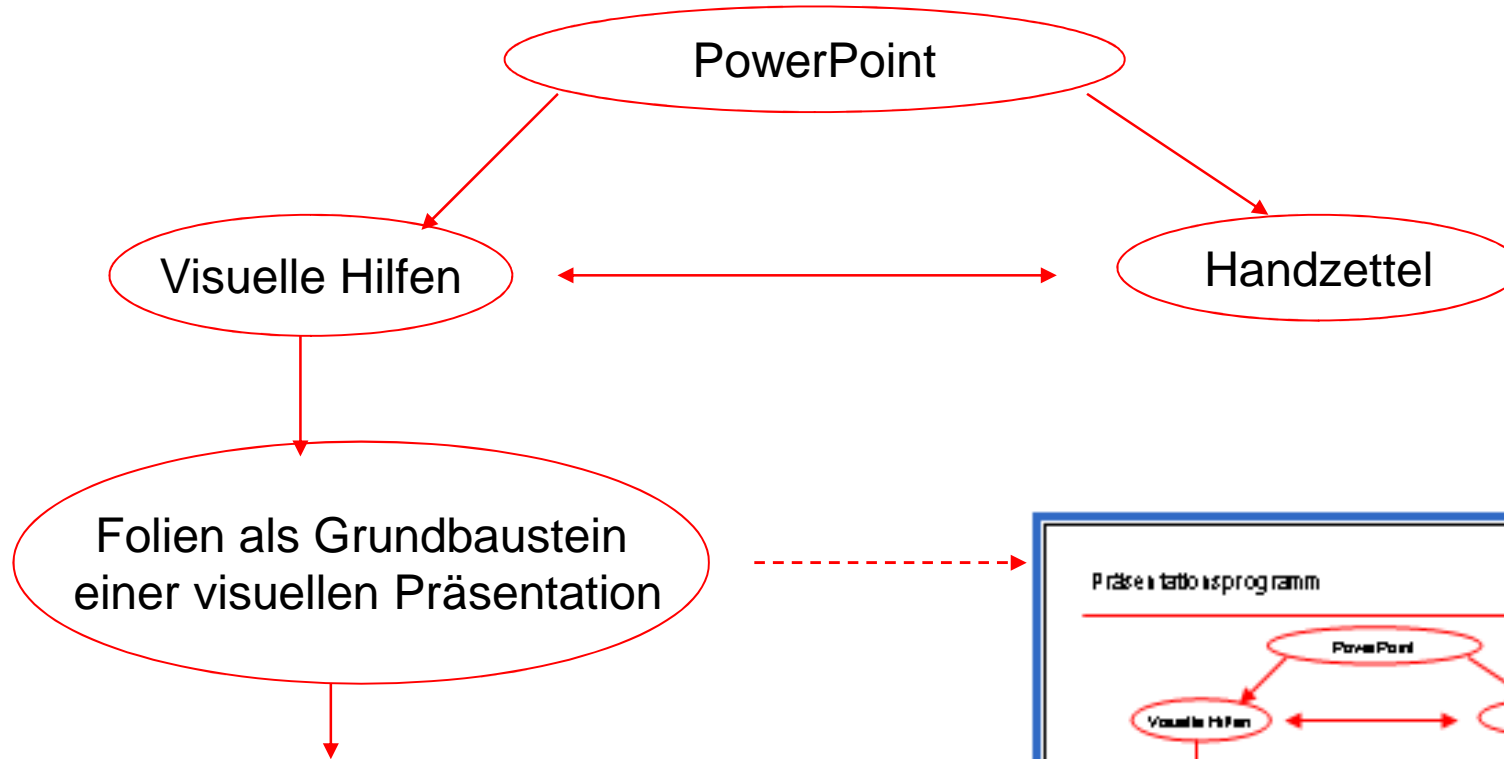 PowerPoint
Visuelle Hilfen
Handzettel
Folien als Grundbaustein
einer visuellen Präsentation
Präsentationsprogramm
PowerPoint
Visuelle Hilfen